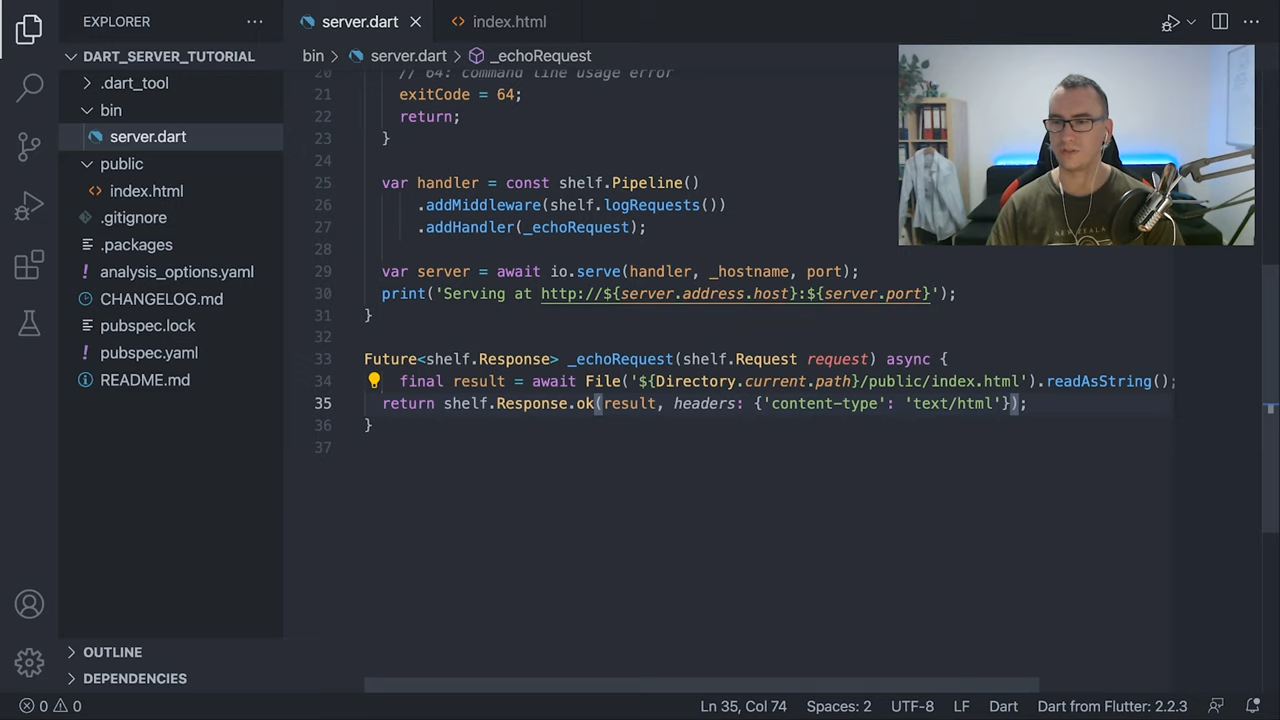 EXPLORER
server.dart
index.html
DART_SERVER_TUTORIAL
bin
server.dart
_echoRequest
.dart_tool
bin
server.dart
public
index.html
.gitignore
.packages
analysis_options.yaml
CHANGELOG.md
pubspec.lock
pubspec.yaml
README.md
20 // 64: command line usage error
21 exitCode = 64;
22 return;
23 }
24
25 var handler = const shelf.Pipeline()
26 .addMiddleware(shelf.logRequests())
27 .addHandler(_echoRequest);
28
29 var server = await io.serve(handler, _hostname, port);
30 print('Serving at http://${server.address.host}:${server.port}');
31 }
32
33 Future<shelf.Response> _echoRequest(shelf.Request request) async {
34 final result = await File('${Directory.current.path}/public/index.html').readAsString();
35 return shelf.Response.ok(result, headers: {'content-type': 'text/html'});
36 }
37
OUTLINE
DEPENDENCIES
0 0
Ln 35, Col 74
Spaces: 2
UTF-8
LF
Dart
Dart from Flutter: 2.2.3